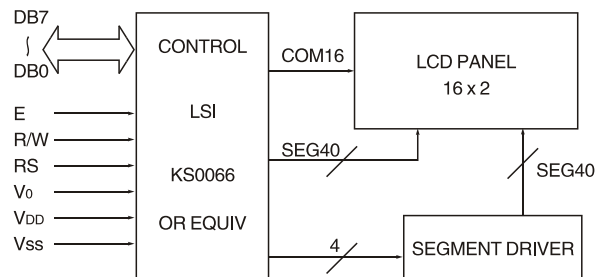 DB7
DB0
E
R/W
RS
V0
VDD
VSS
CONTROL
LSI
KS0066
OR EQUIV
COM16
SEG40
4
LCD PANEL
16 x 2
SEG40
SEGMENT DRIVER